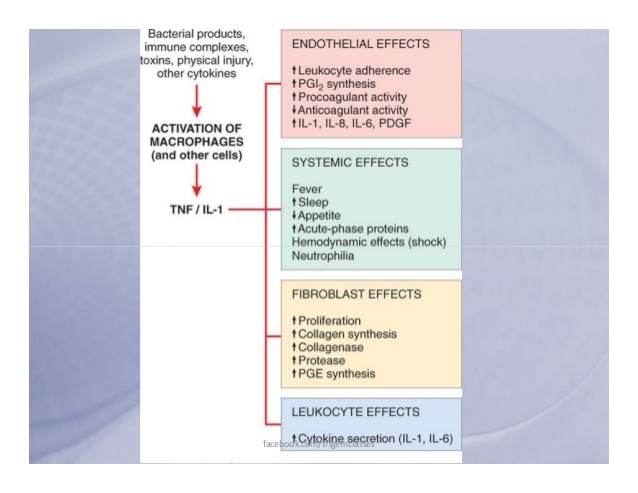 Bacterial products,
immune complexes,
toxins, physical injury,
other cytokines
ACTIVATION OF
MACROPHAGES
(and other cells)
TNF / IL-1
ENDOTHELIAL EFFECTS
↑Leukocyte adherence
↑PGI₂ synthesis
↑Procoagulant activity
↓Anticoagulant activity
↑IL-1, IL-8, IL-6, PDGF
SYSTEMIC EFFECTS
Fever
↑Sleep
↓Appetite
↑Acute-phase proteins
Hemodynamic effects (shock)
Neutrophilia
FIBROBLAST EFFECTS
↑Proliferation
↑Collagen synthesis
↑Collagenase
↑Protease
↑PGE synthesis
LEUKOCYTE EFFECTS
↑Cytokine secretion (IL-1, IL-6)